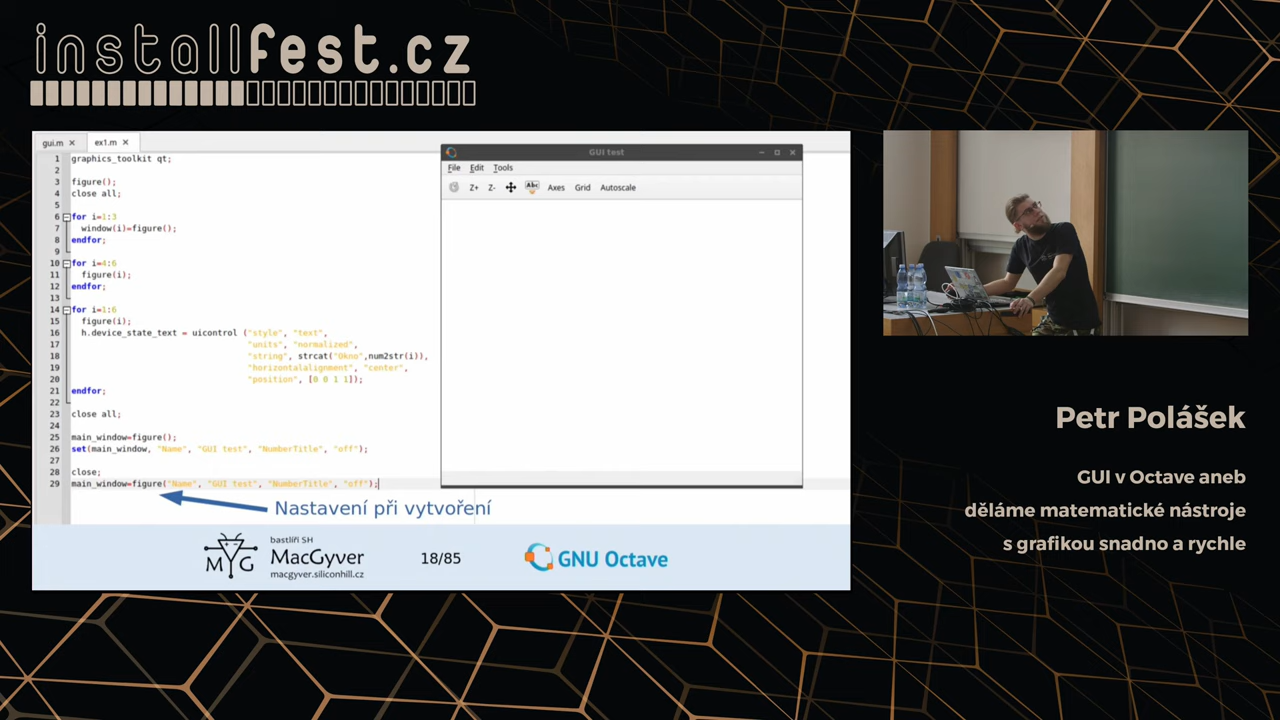 installfest.cz
gui.m
ex1.m
1 graphics_toolkit qt;
2
3 figure();
4 close all;
5
6 for i=1:3
7 window(i)=figure();
8 endfor;
9
10 for i=4:6
11 figure(i);
12 endfor;
13
14 for i=1:6
15 figure(i);
16 h.device_state_text = uicontrol ("style", "text",
17 "units", "normalized",
18 "string", strcat("Okno",num2str(i)),
19 "horizontalalignment", "center",
20 "position", [0 0 1 1]);
21 endfor;
22
23 close all;
24
25 main_window=figure();
26 set(main_window, "Name", "GUI test", "NumberTitle", "off");
27
28 close;
29 main_window=figure("Name", "GUI test", "NumberTitle", "off");
GUI test
File Edit Tools
Z+ Z- Abc Axes Grid Autoscale
Nastavení při vytvoření
MYG
bastlíři SH
MacGyver
macgyver.siliconhill.cz
18/85
GNU Octave
Petr Polášek
GUI v Octave aneb
děláme matematické nástroje
s grafikou snadno a rychle